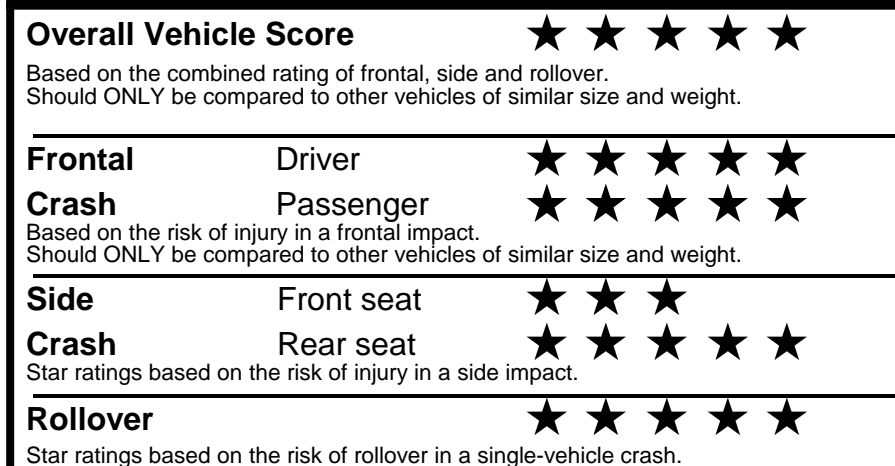 Overall Vehicle Score ★ ★ ★ ★ ★
Based on the combined rating of frontal, side and rollover.
Should ONLY be compared to other vehicles of similar size and weight.
Frontal Driver ★ ★ ★ ★ ★
Crash Passenger ★ ★ ★ ★ ★
Based on the risk of injury in a frontal impact.
Should ONLY be compared to other vehicles of similar size and weight.
Side Front seat ★ ★ ★
Crash Rear seat ★ ★ ★ ★ ★
Star ratings based on the risk of injury in a side impact.
Rollover ★ ★ ★ ★ ★
Star ratings based on the risk of rollover in a single-vehicle crash.